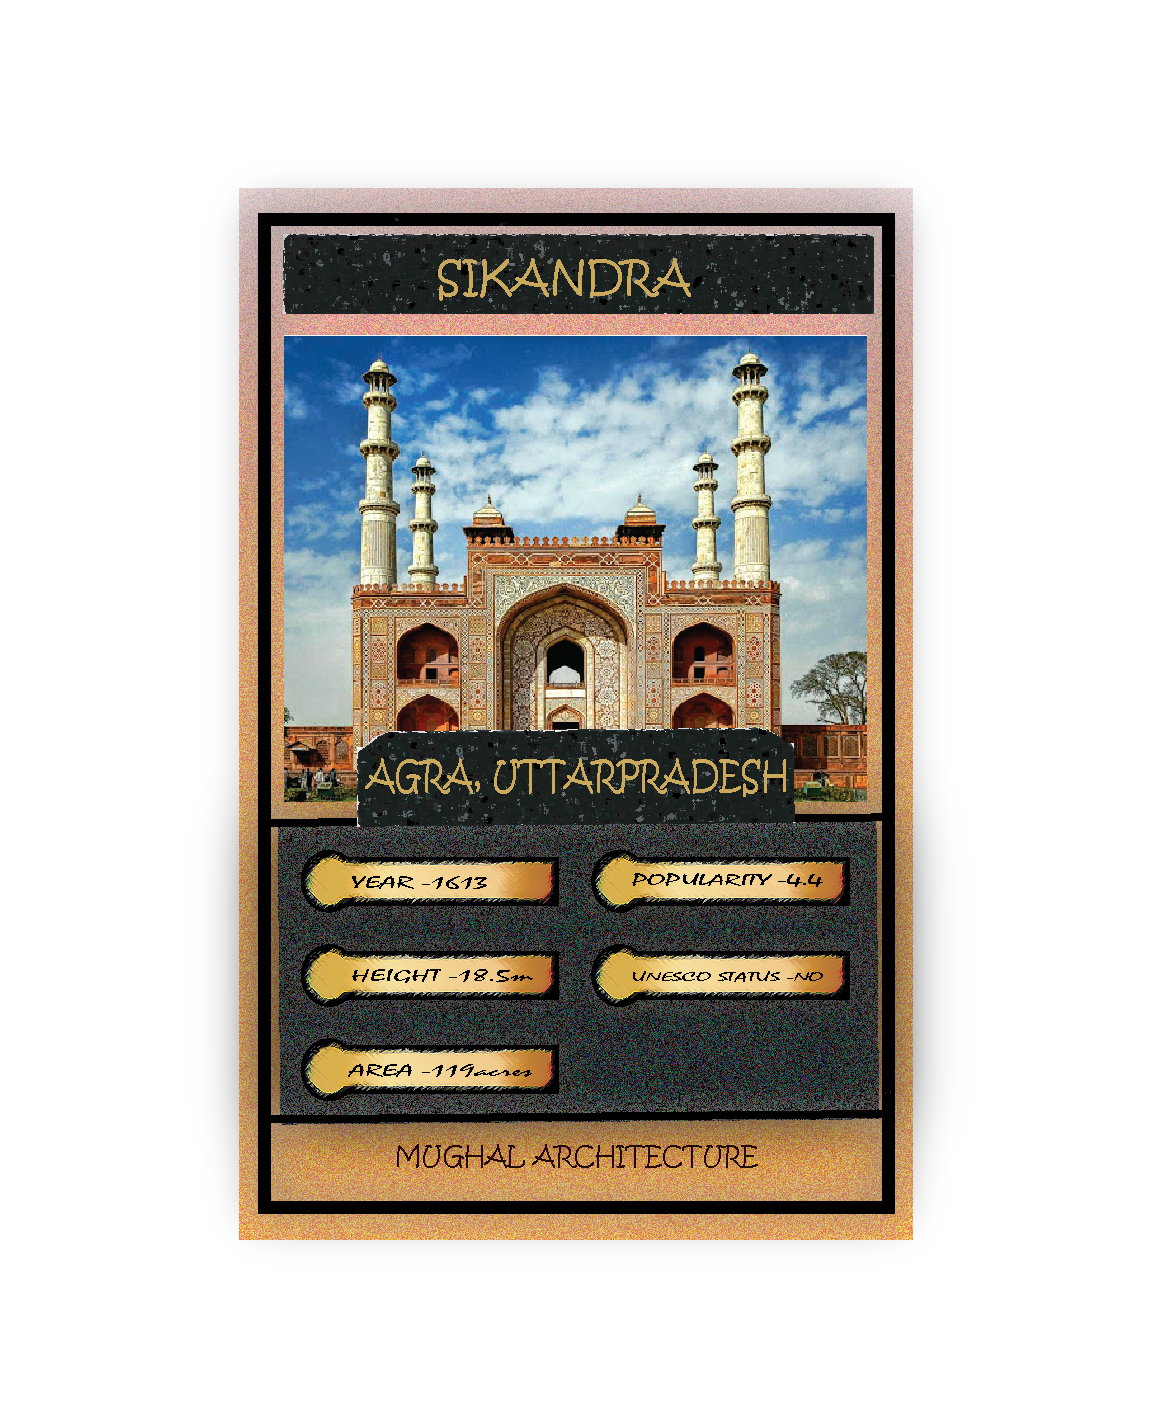 SIKANDRA
AGRA, UTTARPRADESH
YEAR -1613
POPULARITY -4.4
HEIGHT -18.5m
UNESCO STATUS -NO
AREA -119acres
MUGHAL ARCHITECTURE